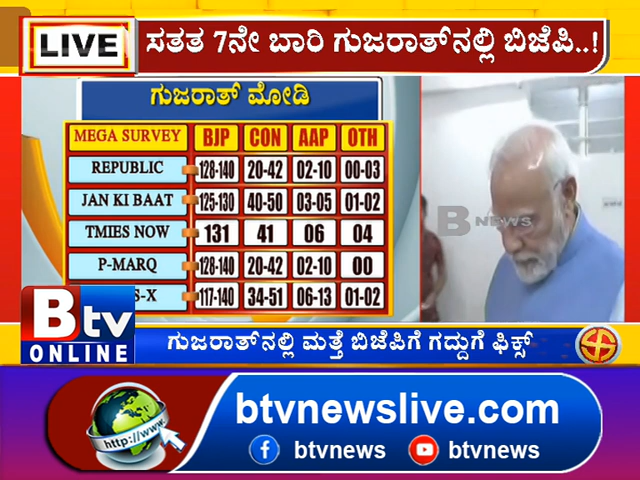 LIVE
ಸತತ 7ನೇ ಬಾರಿ ಗುಜರಾತ್‌ನಲ್ಲಿ ಬಿಜೆಪಿ..!
ಗುಜರಾತ್ ಮೋಡಿ
MEGA SURVEY BJP CON AAP OTH
REPUBLIC 128-140 20-42 02-10 00-03
JAN KI BAAT 125-130 40-50 03-05 01-02
TMIES NOW 131 41 06 04
P-MARQ 128-140 20-42 02-10 00
S-X 117-140 34-51 06-13 01-02
B NEWS
Btv
ONLINE
ಗುಜರಾತ್‌ನಲ್ಲಿ ಮತ್ತೆ ಬಿಜೆಪಿಗೆ ಗದ್ದುಗೆ ಫಿಕ್ಸ್
http://www.
btvnewslive.com
btvnews btvnews